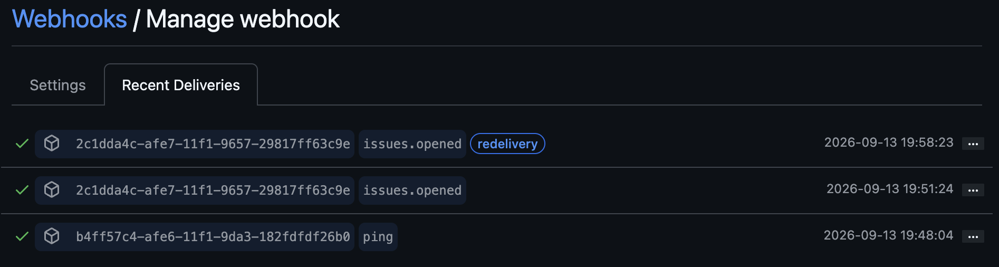 Webhooks / Manage webhook
Settings Recent Deliveries
2c1dda4c-afe7-11f1-9657-29817ff63c9e issues.opened redelivery 2026-09-13 19:58:23 ...
2c1dda4c-afe7-11f1-9657-29817ff63c9e issues.opened 2026-09-13 19:51:24 ...
b4ff57c4-afe6-11f1-9da3-182fdfdf26b0 ping 2026-09-13 19:48:04 ...